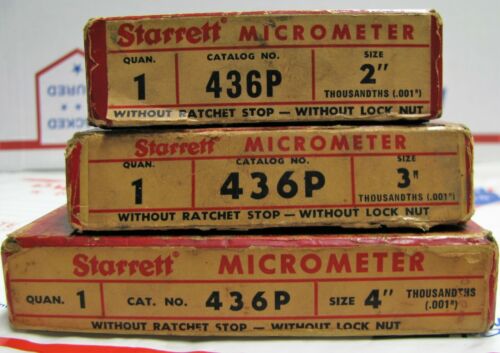 Starrett MICROMETER
QUAN. CATALOG NO. SIZE
1 436P 2"
THOUSANDTHS (.001")
WITHOUT RATCHET STOP — WITHOUT LOCK NUT
Starrett MICROMETER
QUAN. CATALOG NO. SIZE
1 436P 3"
THOUSANDTHS (.001")
WITHOUT RATCHET STOP — WITHOUT LOCK NUT
Starrett MICROMETER
QUAN. 1 CAT. NO. 436P SIZE 4" THOUSANDTHS
(.001")
WITHOUT RATCHET STOP — WITHOUT LOCK NUT